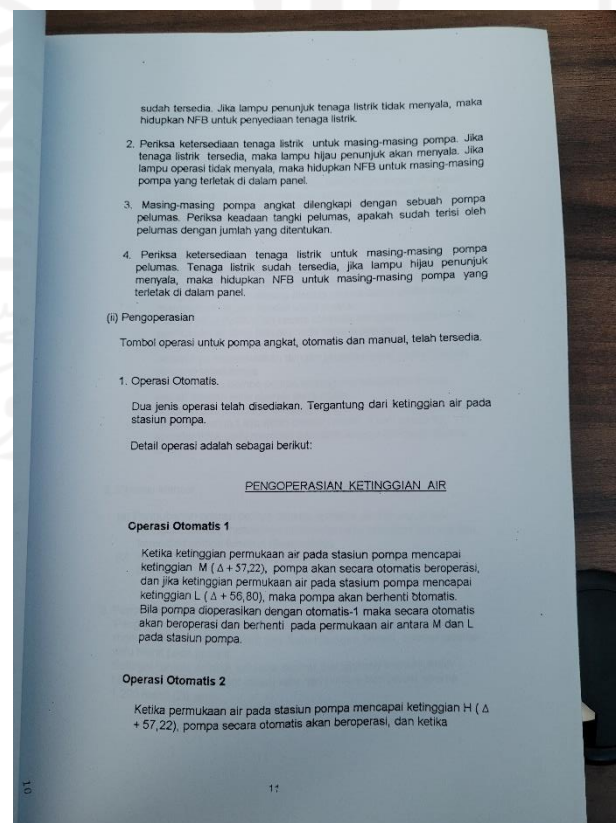 sudah tersedia. Jika lampu penunjuk tenaga listrik tidak menyala, maka
hidupkan NFB untuk penyediaan tenaga listrik.
2. Periksa ketersediaan tenaga listrik untuk masing-masing pompa. Jika
tenaga listrik tersedia, maka lampu hijau penunjuk akan menyala. Jika
lampu operasi tidak menyala, maka hidupkan NFB untuk masing-masing
pompa yang terletak di dalam panel.
3. Masing-masing pompa angkat dilengkapi dengan sebuah pompa
pelumas. Periksa keadaan tangki pelumas, apakah sudah terisi oleh
pelumas dengan jumlah yang ditentukan.
4. Periksa ketersediaan tenaga listrik untuk masing-masing pompa
pelumas. Tenaga listrik sudah tersedia, jika lampu hijau penunjuk
menyala, maka hidupkan NFB untuk masing-masing pompa yang
terletak di dalam panel.
(ii) Pengoperasian
Tombol operasi untuk pompa angkat, otomatis dan manual, telah tersedia.
1. Operasi Otomatis.
Dua jenis operasi telah disediakan. Tergantung dari ketinggian air pada
stasiun pompa.
Detail operasi adalah sebagai berikut:
PENGOPERASIAN KETINGGIAN AIR
Operasi Otomatis 1
Ketika ketinggian permukaan air pada stasiun pompa mencapai
ketinggian M ( Δ + 57,22), pompa akan secara otomatis beroperasi,
dan jika ketinggian permukaan air pada stasium pompa mencapai
ketinggian L ( Δ + 56,80), maka pompa akan berhenti otomatis.
Bila pompa dioperasikan dengan otomatis-1 maka secara otomatis
akan beroperasi dan berhenti pada permukaan air antara M dan L
pada stasiun pompa.
Operasi Otomatis 2
Ketika permukaan air pada stasiun pompa mencapai ketinggian H ( Δ
+ 57,22), pompa secara otomatis akan beroperasi, dan ketika
11
10